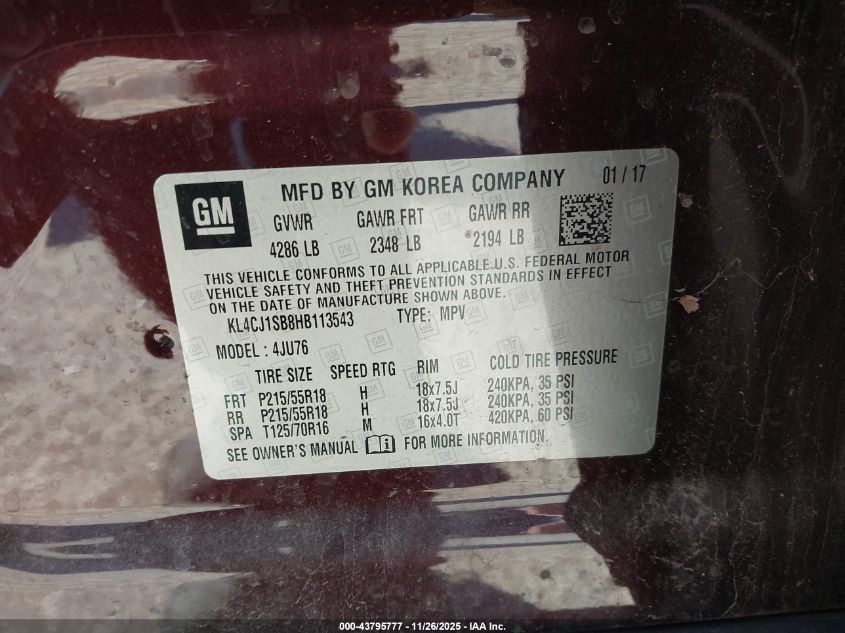 GM
MFD BY GM KOREA COMPANY 01 / 17
GVWR GAWR FRT GAWR RR
4286 LB 2348 LB 2194 LB
THIS VEHICLE CONFORMS TO ALL APPLICABLE U.S. FEDERAL MOTOR
VEHICLE SAFETY AND THEFT PREVENTION STANDARDS IN EFFECT
ON THE DATE OF MANUFACTURE SHOWN ABOVE.
KL4CJ1SB8HB113543 TYPE: MPV
MODEL: 4JU76
TIRE SIZE SPEED RTG RIM COLD TIRE PRESSURE
FRT P215/55R18 H 18x7.5J 240KPA, 35 PSI
RR P215/55R18 H 18x7.5J 240KPA, 35 PSI
SPA T125/70R16 M 16x4.0T 420KPA, 60 PSI
SEE OWNER'S MANUAL FOR MORE INFORMATION.
000-43795777 - 11/26/2025 - IAA Inc.